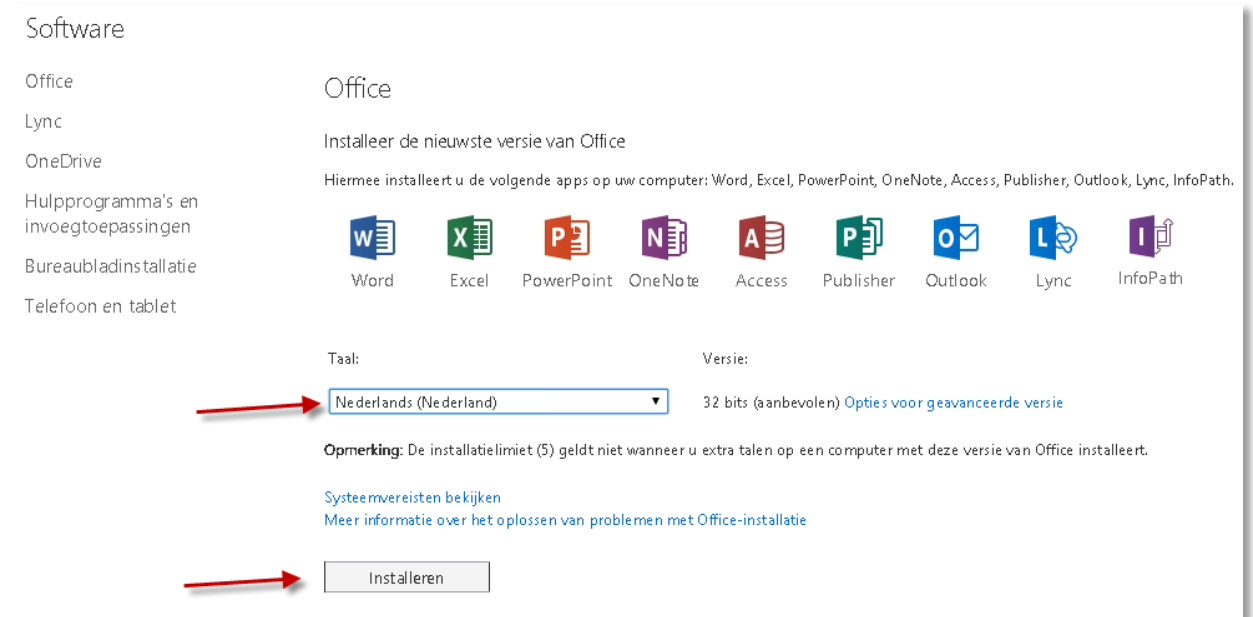 Software
Office
Lync
OneDrive
Hulpprogramma's en
invoegtoepassingen
Bureaubladinstallatie
Telefoon en tablet
Office
Installeer de nieuwste versie van Office
Hiermee installeert u de volgende apps op uw computer: Word, Excel, PowerPoint, OneNote, Access, Publisher, Outlook, Lync, InfoPath.
Word Excel PowerPoint OneNote Access Publisher Outlook Lync InfoPath
Taal: Versie:
Nederlands (Nederland) 32 bits (aanbevolen) Opties voor geavanceerde versie
Opmerking: De installatielimiet (5) geldt niet wanneer u extra talen op een computer met deze versie van Office installeert.
Systeemvereisten bekijken
Meer informatie over het oplossen van problemen met Office-installatie
Installeren